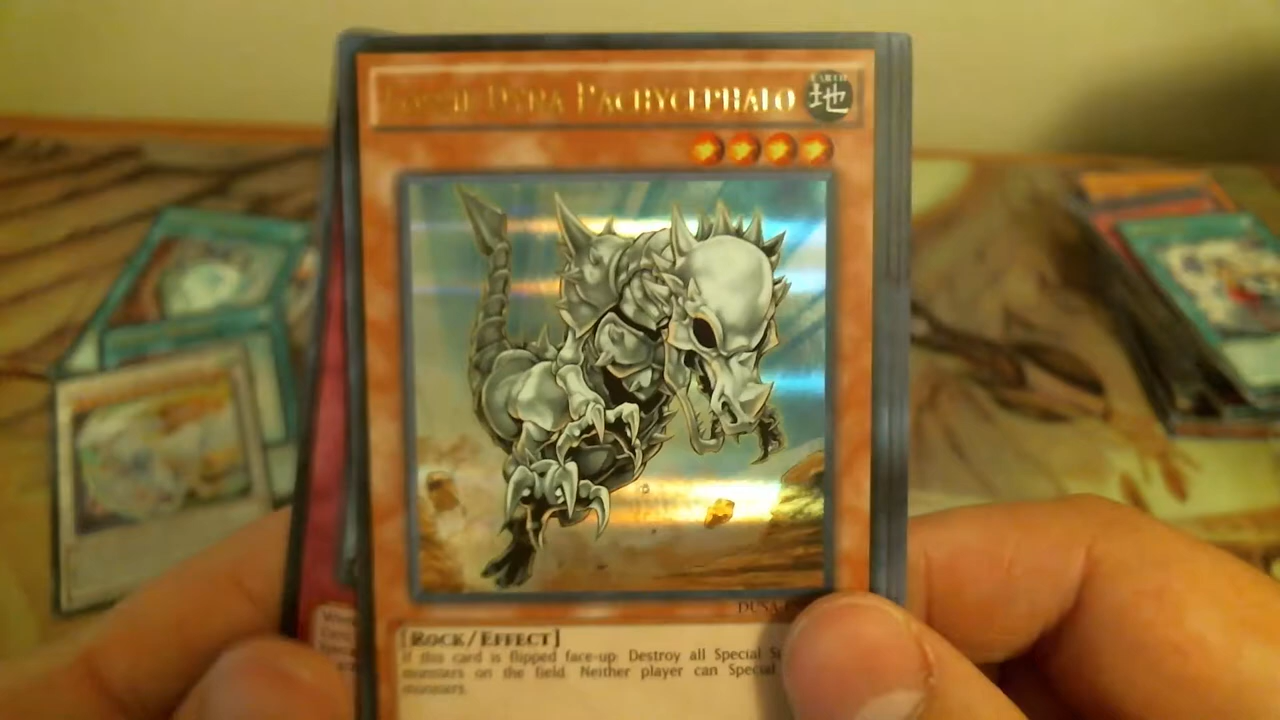 FOSSIL DYNA PACHYCEPHALO
EARTH
地
DUSA-
[ROCK/EFFECT]
If this card is flipped face-up: Destroy all Special
monsters on the field. Neither player can Special
monsters.